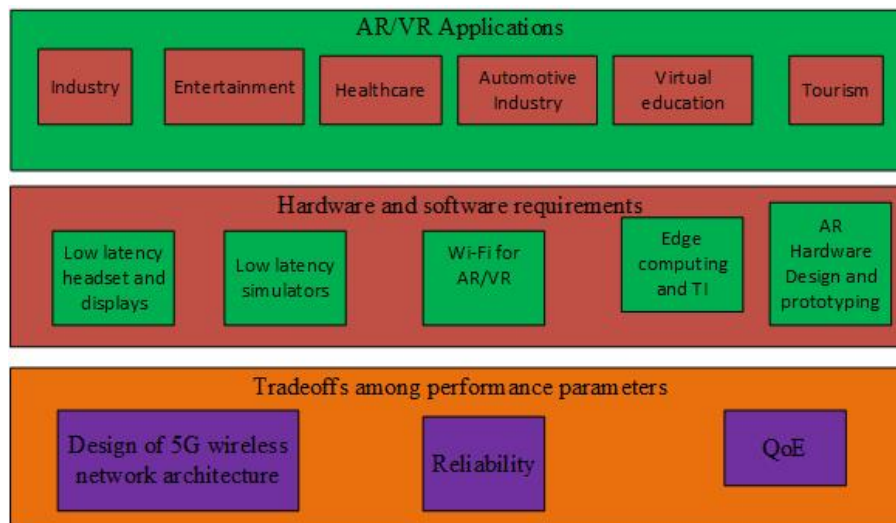 AR/VR Applications
Industry
Entertainment
Healthcare
Automotive
Industry
Virtual
education
Tourism
Hardware and software requirements
Low latency
headset and
displays
Low latency
simulators
Wi-Fi for
AR/VR
Edge
computing
and TI
AR
Hardware
Design and
prototyping
Tradeoffs among performance parameters
Design of 5G wireless
network architecture
Reliability
QoE